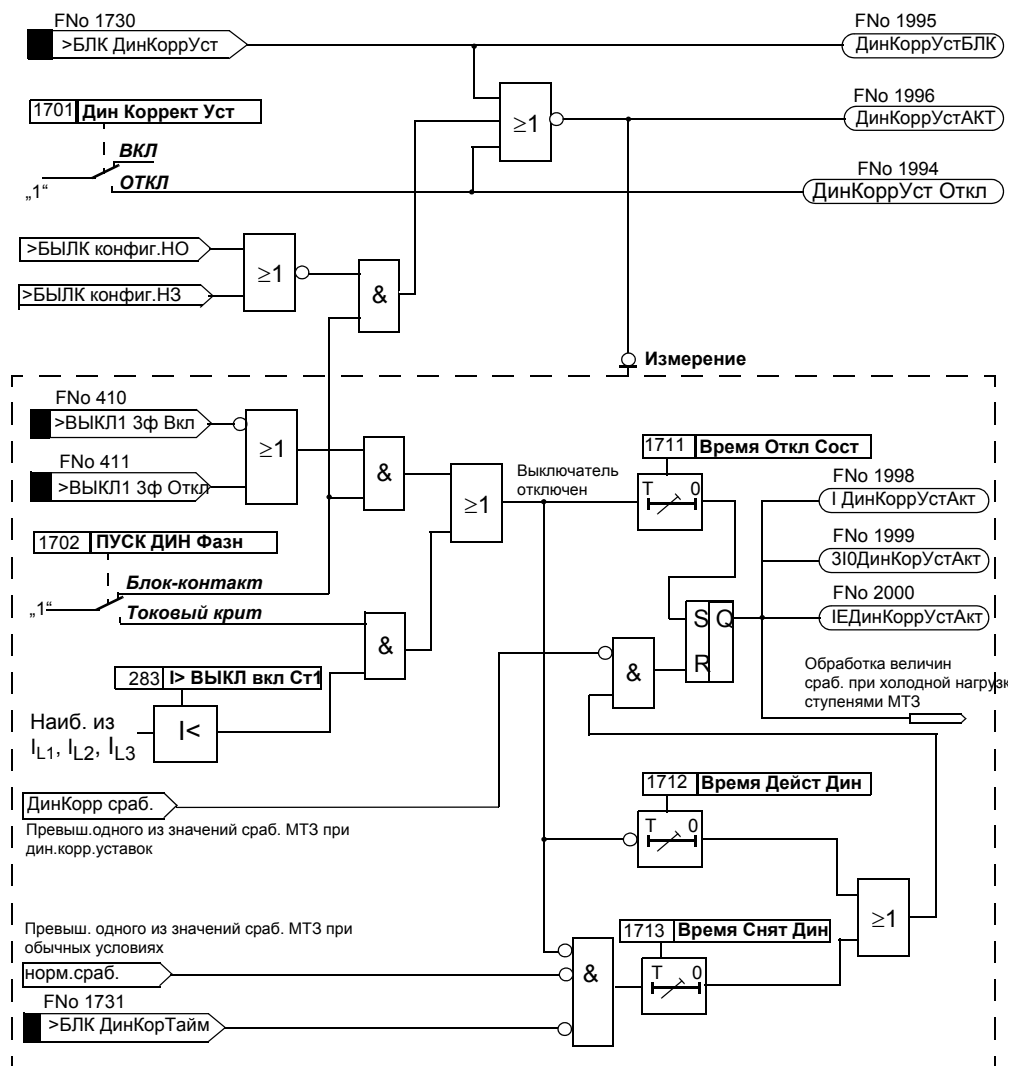 FNo 1730
>БЛК ДинКоррУст
FNo 1995
ДинКоррУстБЛК
1701 Дин Коррект Уст
≥1
FNo 1996
ДинКоррУстАКТ
ВКЛ
„1“
ОТКЛ
FNo 1994
ДинКоррУст Откл
>БЫЛК конфиг.НО
≥1
&
>БЫЛК конфиг.НЗ
Измерение
FNo 410
>ВЫКЛ1 3ф Вкл
≥1
FNo 411
>ВЫКЛ1 3ф Откл
&
≥1
Выключатель
отключен
1711 Время Откл Сост
T 0
FNo 1998
I ДинКоррУстАкт
FNo 1999
3I0ДинКорУстАкт
FNo 2000
IEДинКоррУстАкт
1702 ПУСК ДИН Фазн
Блок-контакт
„1“
Токовый крит
&
S Q
R
&
Обработка величин
сраб. при холодной нагрузк
ступенями МТЗ
283 I> ВЫКЛ вкл Ст1
Наиб. из
IL1, IL2, IL3
I<
ДинКорр сраб.
Превыш.одного из значений сраб. МТЗ при
дин.корр.уставок
1712 Время Дейст Дин
T 0
≥1
Превыш. одного из значений сраб. МТЗ при
обычных условиях
норм.сраб.
&
1713 Время Снят Дин
T 0
FNo 1731
>БЛК ДинКорТайм